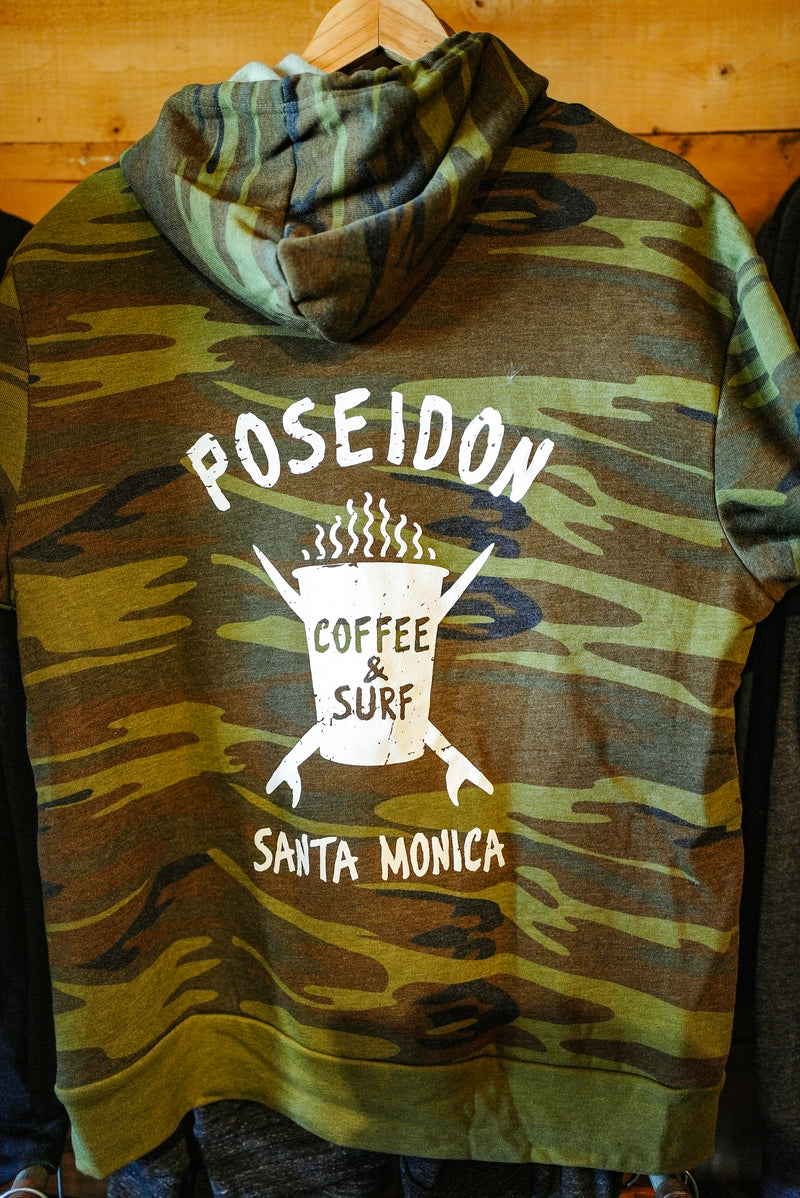 POSEIDON
COFFEE
&
SURF
SANTA MONICA